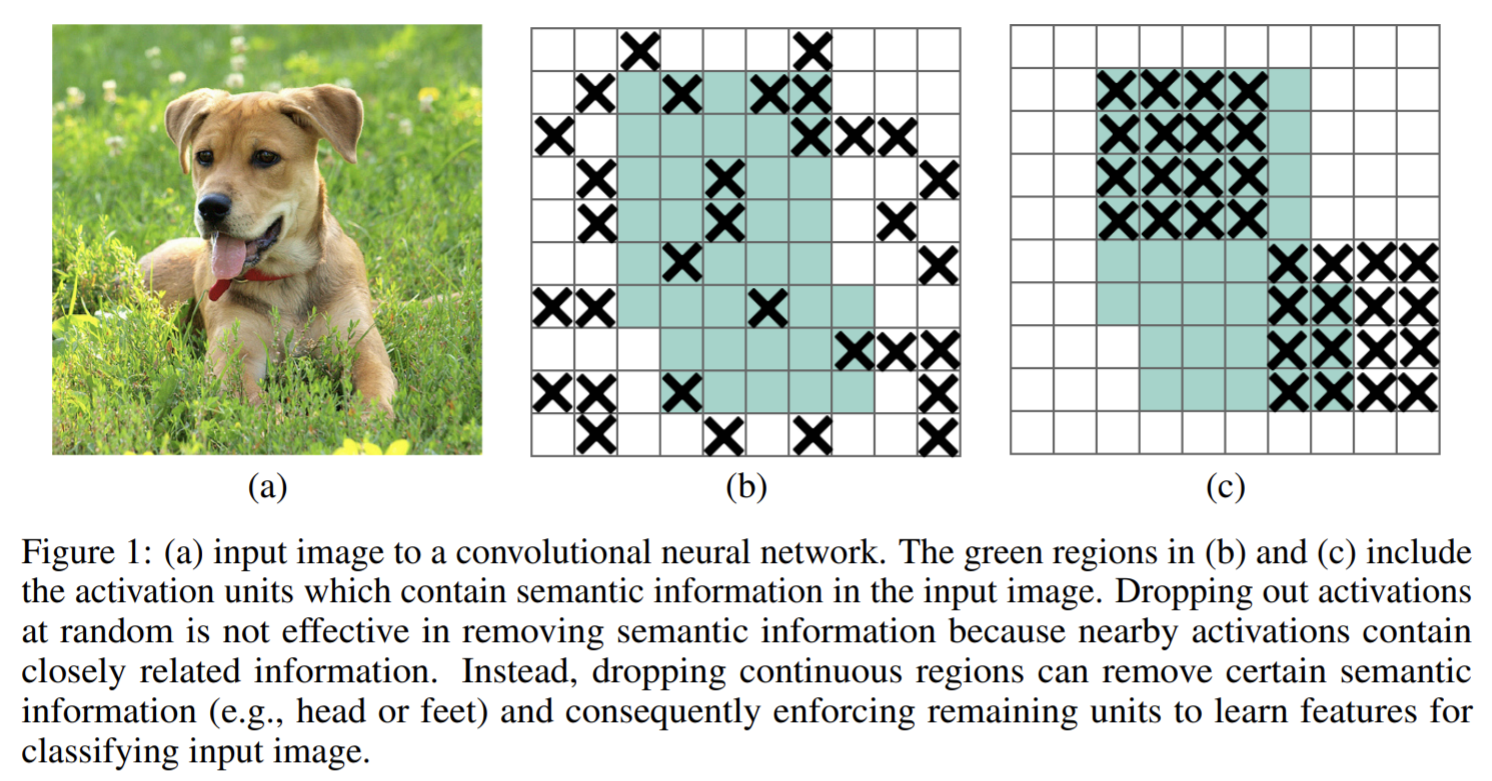 (a)
(b)
(c)
Figure 1: (a) input image to a convolutional neural network. The green regions in (b) and (c) include
the activation units which contain semantic information in the input image. Dropping out activations
at random is not effective in removing semantic information because nearby activations contain
closely related information. Instead, dropping continuous regions can remove certain semantic
information (e.g., head or feet) and consequently enforcing remaining units to learn features for
classifying input image.